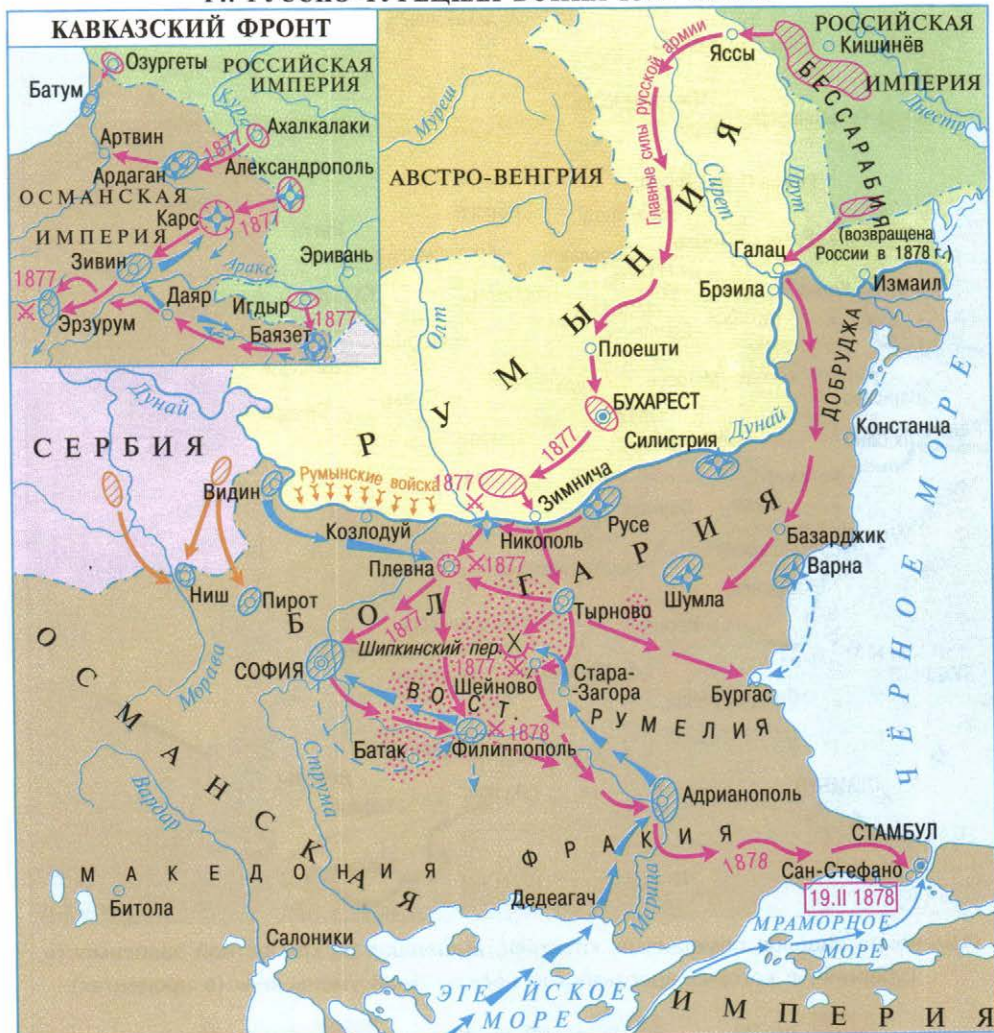 КАВКАЗСКИЙ ФРОНТ
Озургеты
РОССИЙСКАЯ
ИМПЕРИЯ
Батум
Кура
Ахалкалаки
Артвин
1877
Ардаган
Александрополь
ОСМАНСКАЯ
Карс
1877
ИМПЕРИЯ
Зивин
Эривань
1877
Аракс
Даяр
Игдыр
Эрзурум
1877
Баязет
РОССИЙСКАЯ
Яссы
Кишинёв
ИМПЕРИЯ
БЕССАРАБИЯ
Днестр
Муреш
Главные силы русской армии
АВСТРО-ВЕНГРИЯ
Сирет
Прут
РУМЫНИЯ
Галац
(возвращена
России в 1878 г.)
Брэила
Измаил
Олт
Плоешти
ДОБРУДЖА
БУХАРЕСТ
Дунай
Силистрия
Дунай
Констанца
СЕРБИЯ
1877
Видин
Румынские войска
1877
Зимнича
Русе
Козлодуй
Никополь
Базарджик
Плевна
1877
Варна
БОЛГАРИЯ
Ниш
Пирот
Шумла
Тырново
1877
Шипкинский пер.
СОФИЯ
1877
Шейново
Стара-
-Загора
Бургас
Морава
ВОСТ.
РУМЕЛИЯ
1878
Батак
Филиппополь
ЧЁРНОЕ МОРЕ
ОСМАНСКАЯ
Струма
Вардар
Адрианополь
ФРАКИЯ
СТАМБУЛ
1878
Сан-Стефано
19.II 1878
МАКЕДОНИЯ
Битола
Дедеагач
Марица
Салоники
МРАМОРНОЕ
МОРЕ
ЭГЕЙСКОЕ
МОРЕ
ИМПЕРИЯ